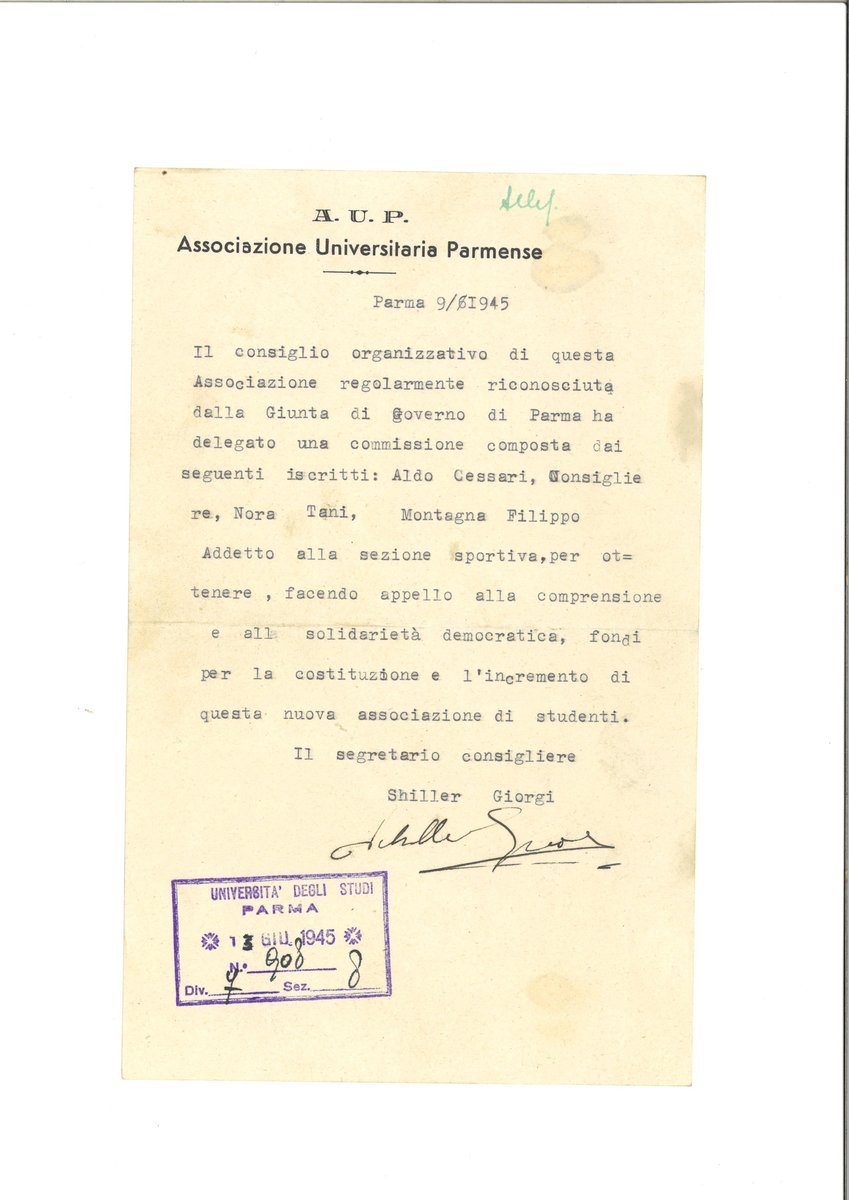 A. U. P.
Associazione Universitaria Parmense
Parma 9/6I945
Il consiglio organizzativo di questa
Associazione regolarmente riconosciuta
dalla Giunta di Governo di Parma ha
delegato una commissione composta dai
seguenti iscritti: Aldo Cessari, Consiglie
re, Nora Tani, Montagna Filippo
Addetto alla sezione sportiva,per ot=
tenere , facendo appello alla comprensione
e alla solidarietà democratica, fondi
per la costituzione e l'incremento di
questa nuova associazione di studenti.
Il segretario consigliere
Shiller Giorgi
UNIVERSITA' DEGLI STUDI
PARMA
13 GIU. 1945
N.° 908
Div. 7 Sez. 8